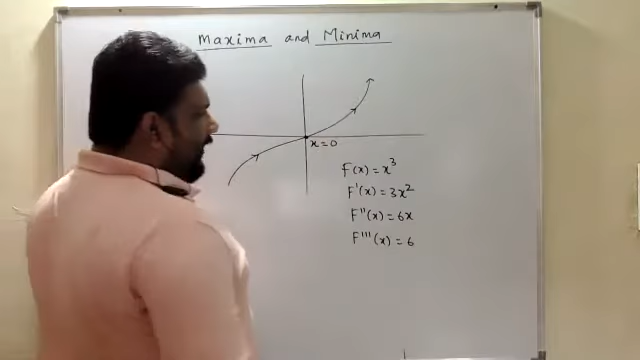 Maxima and Minima
x=0
F(x) = x³
F'(x) = 3x²
F''(x) = 6x
F'''(x) = 6